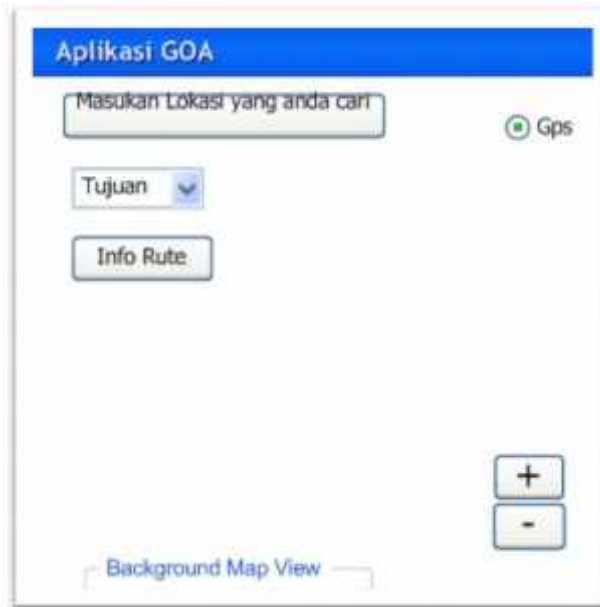 Aplikasi GOA
Masukan Lokasi yang anda cari
Gps
Tujuan
Info Rute
+
-
Background Map View